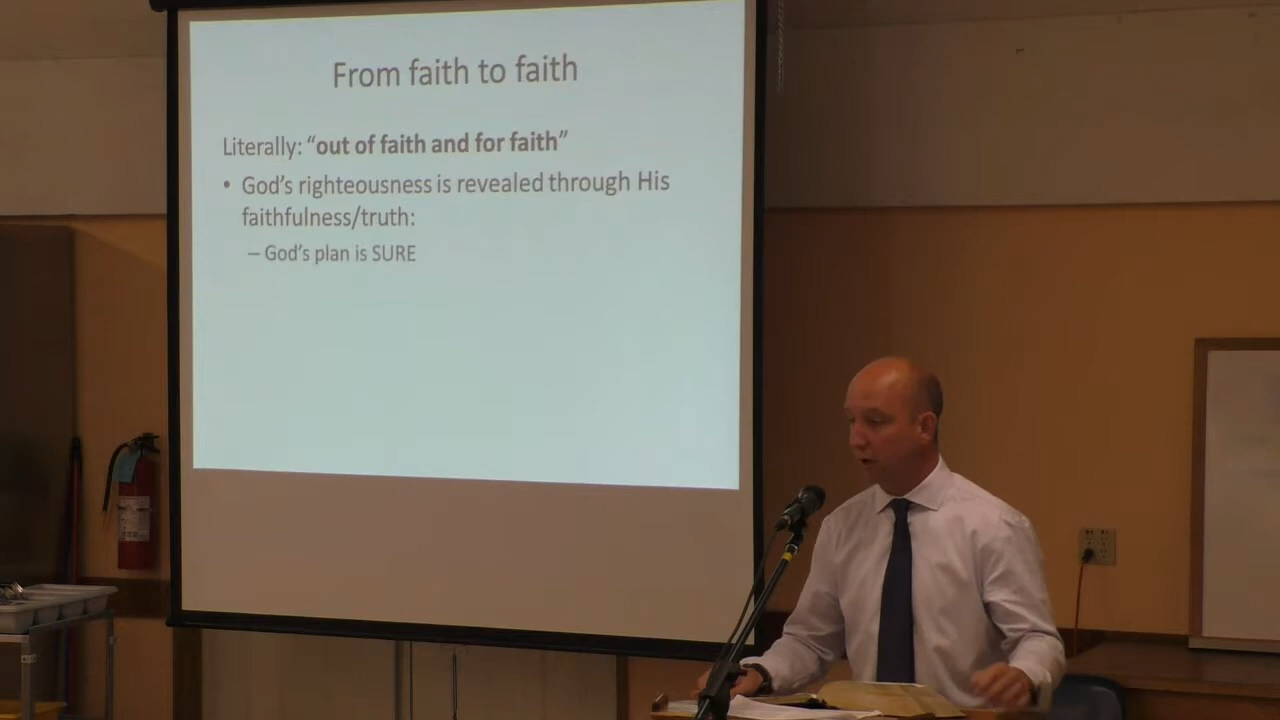 From faith to faith
Literally: “out of faith and for faith”
• God’s righteousness is revealed through His
faithfulness/truth:
– God’s plan is SURE